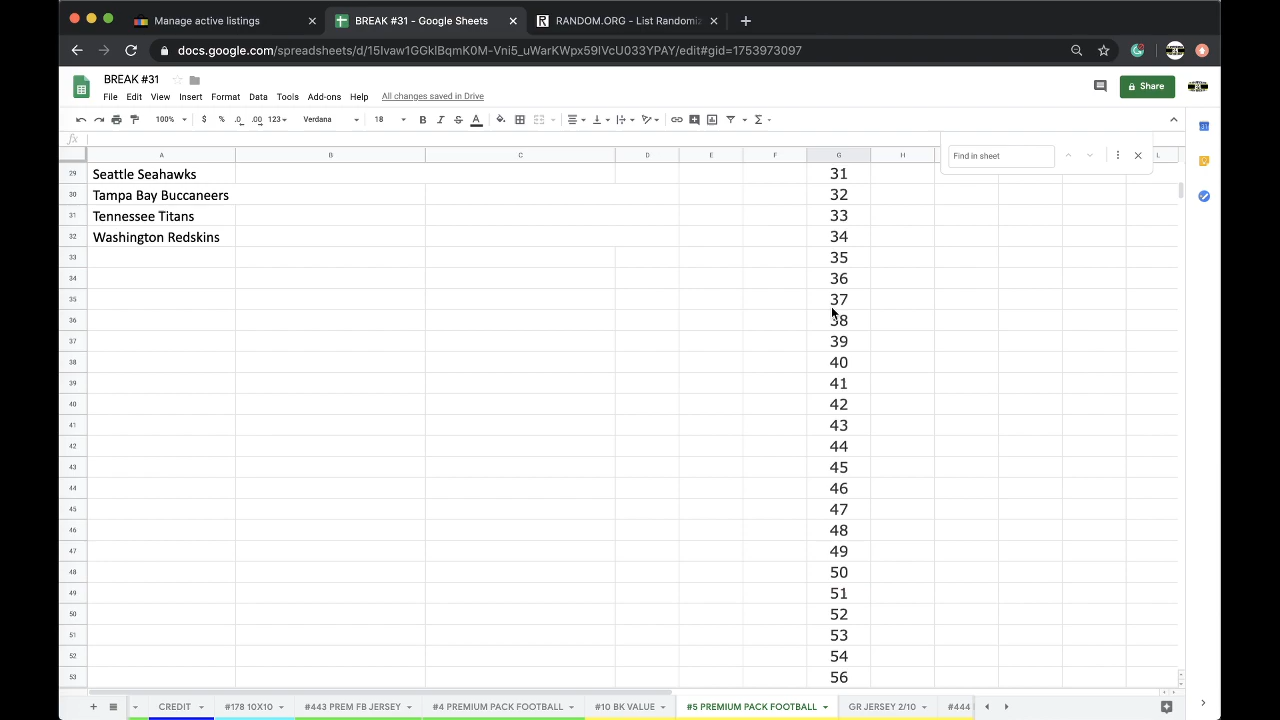 Manage active listings
BREAK #31 - Google Sheets
RANDOM.ORG - List Randomi
docs.google.com/spreadsheets/d/15Ivaw1GGklBqmK0M-Vni5_uWarKWpx59IVcU033YPAY/edit#gid=1753973097
BREAK #31
File Edit View Insert Format Data Tools Add-ons Help All changes saved in Drive
Share
100% $ % .0 .00 123 Verdana 18 B I S A
fx
Find in sheet
A B C D E F G H L
29 Seattle Seahawks 31
30 Tampa Bay Buccaneers 32
31 Tennessee Titans 33
32 Washington Redskins 34
33 35
34 36
35 37
36 38
37 39
38 40
39 41
40 42
41 43
42 44
43 45
44 46
45 47
46 48
47 49
48 50
49 51
50 52
51 53
52 54
53 56
CREDIT #178 10X10 #443 PREM FB JERSEY #4 PREMIUM PACK FOOTBALL #10 BK VALUE #5 PREMIUM PACK FOOTBALL GR JERSEY 2/10 #444